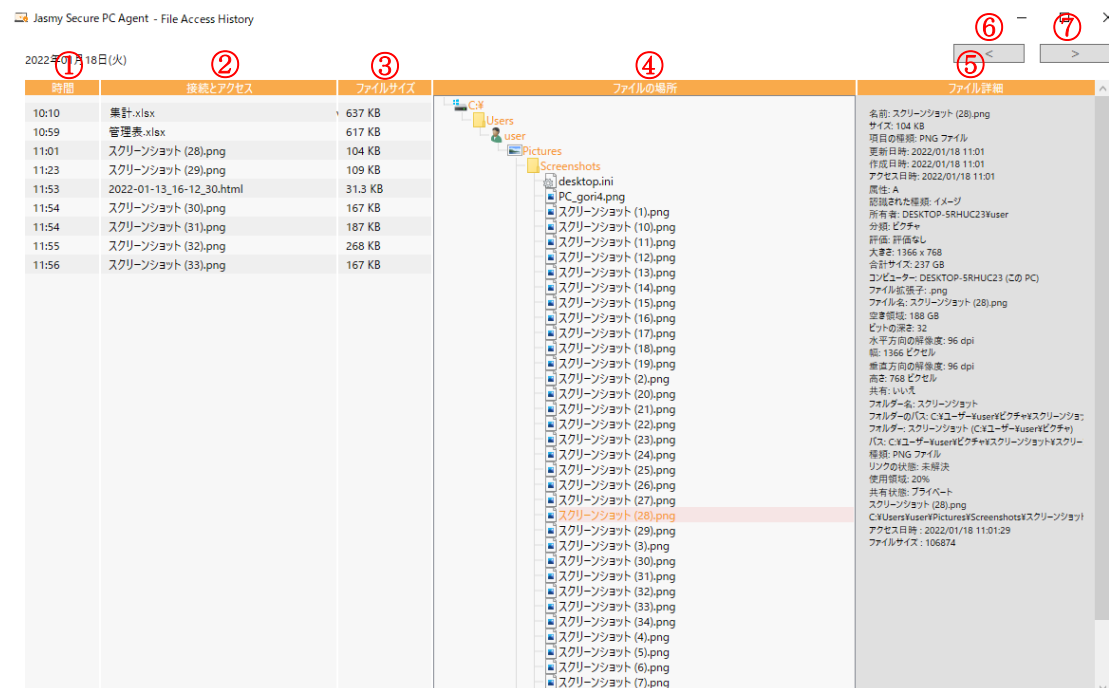 Jasmy Secure PC Agent - File Access History
⑥ ⑦
2022年01月18日(火)
< >
① ② ③ ④ ⑤
時間 接続とアクセス ファイルサイズ ファイルの場所 ファイル詳細
10:10 集計.xlsx 637 KB
10:59 管理表.xlsx 617 KB
11:01 スクリーンショット (28).png 104 KB
11:23 スクリーンショット (29).png 109 KB
11:53 2022-01-13_16-12_30.html 31.3 KB
11:54 スクリーンショット (30).png 167 KB
11:54 スクリーンショット (31).png 187 KB
11:55 スクリーンショット (32).png 268 KB
11:56 スクリーンショット (33).png 167 KB
C:¥
Users
user
Pictures
Screenshots
desktop.ini
PC_gori4.png
スクリーンショット (1).png
スクリーンショット (10).png
スクリーンショット (11).png
スクリーンショット (12).png
スクリーンショット (13).png
スクリーンショット (14).png
スクリーンショット (15).png
スクリーンショット (16).png
スクリーンショット (17).png
スクリーンショット (18).png
スクリーンショット (19).png
スクリーンショット (2).png
スクリーンショット (20).png
スクリーンショット (21).png
スクリーンショット (22).png
スクリーンショット (23).png
スクリーンショット (24).png
スクリーンショット (25).png
スクリーンショット (26).png
スクリーンショット (27).png
スクリーンショット (28).png
スクリーンショット (29).png
スクリーンショット (3).png
スクリーンショット (30).png
スクリーンショット (31).png
スクリーンショット (32).png
スクリーンショット (33).png
スクリーンショット (34).png
スクリーンショット (4).png
スクリーンショット (5).png
スクリーンショット (6).png
スクリーンショット (7).png
名前: スクリーンショット (28).png
サイズ: 104 KB
項目の種類: PNG ファイル
更新日時: 2022/01/18 11:01
作成日時: 2022/01/18 11:01
アクセス日時: 2022/01/18 11:01
属性: A
認識された種類: イメージ
所有者: DESKTOP-5RHUC23¥user
分類: ピクチャ
評価: 評価なし
大きさ: 1366 x 768
合計サイズ: 237 GB
コンピューター: DESKTOP-5RHUC23 (この PC)
ファイル拡張子: .png
ファイル名: スクリーンショット (28).png
空き領域: 188 GB
ビットの深さ: 32
水平方向の解像度: 96 dpi
幅: 1366 ピクセル
垂直方向の解像度: 96 dpi
高さ: 768 ピクセル
共有: いいえ
フォルダー名: スクリーンショット
フォルダーのパス: C:¥ユーザー¥user¥ピクチャ¥スクリーンショ
フォルダー: スクリーンショット (C:¥ユーザー¥user¥ピクチャ)
パス: C:¥ユーザー¥user¥ピクチャ¥スクリーンショット¥スクリー
種類: PNG ファイル
リンクの状態: 未解決
使用領域: 20%
共有状態: プライベート
スクリーンショット (28).png
C:¥Users¥user¥Pictures¥Screenshots¥スクリーンショット
アクセス日時 : 2022/01/18 11:01:29
ファイルサイズ : 106874